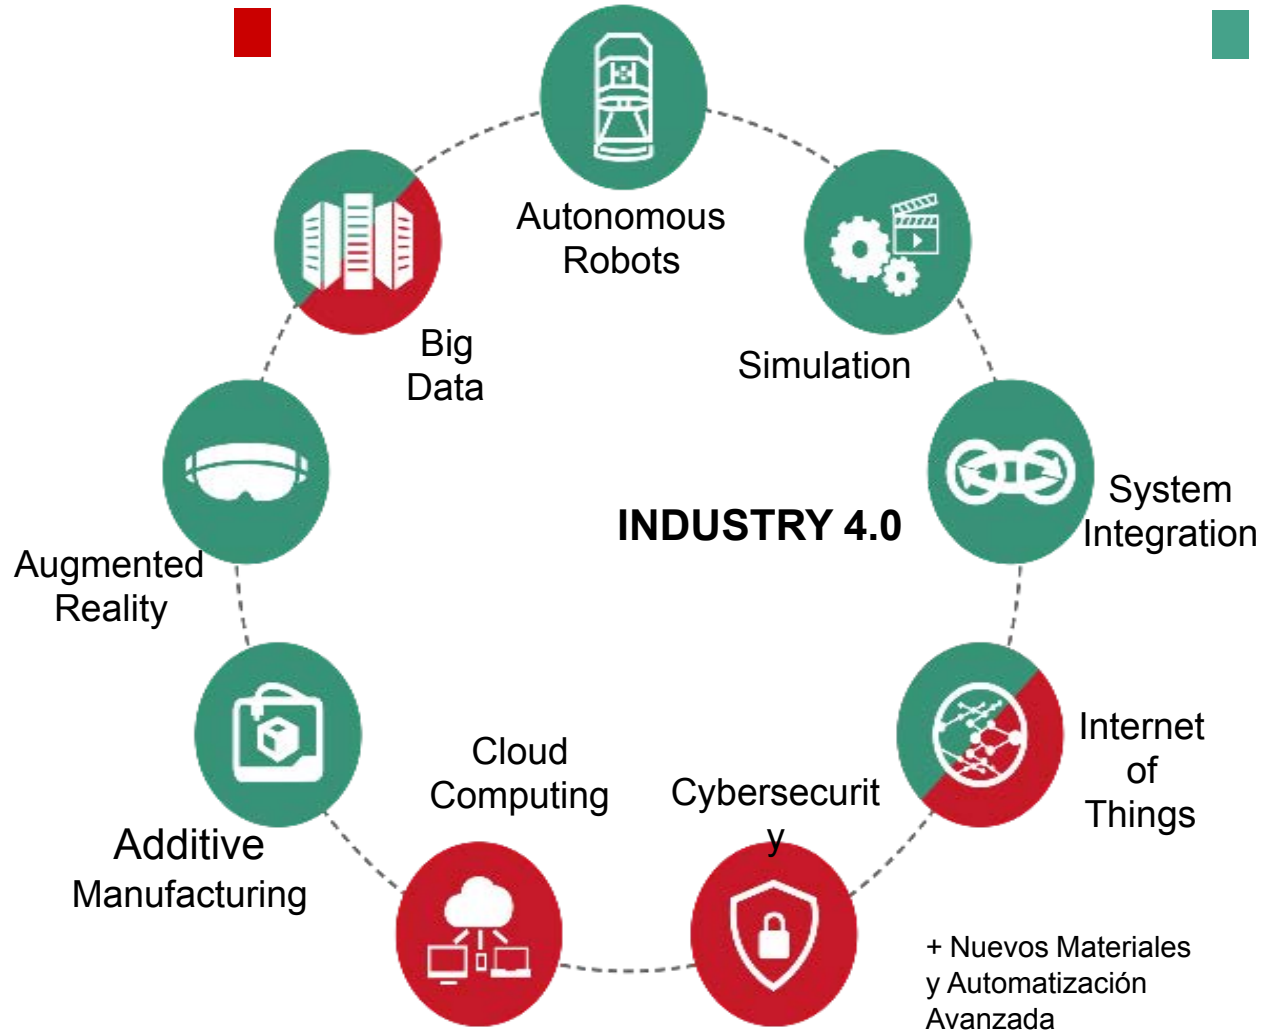 Autonomous
Robots
Big
Data
Simulation
INDUSTRY 4.0
System
Integration
Augmented
Reality
Internet
of
Things
Cloud
Computing
Cybersecurit
y
Additive
Manufacturing
+ Nuevos Materiales
y Automatización
Avanzada